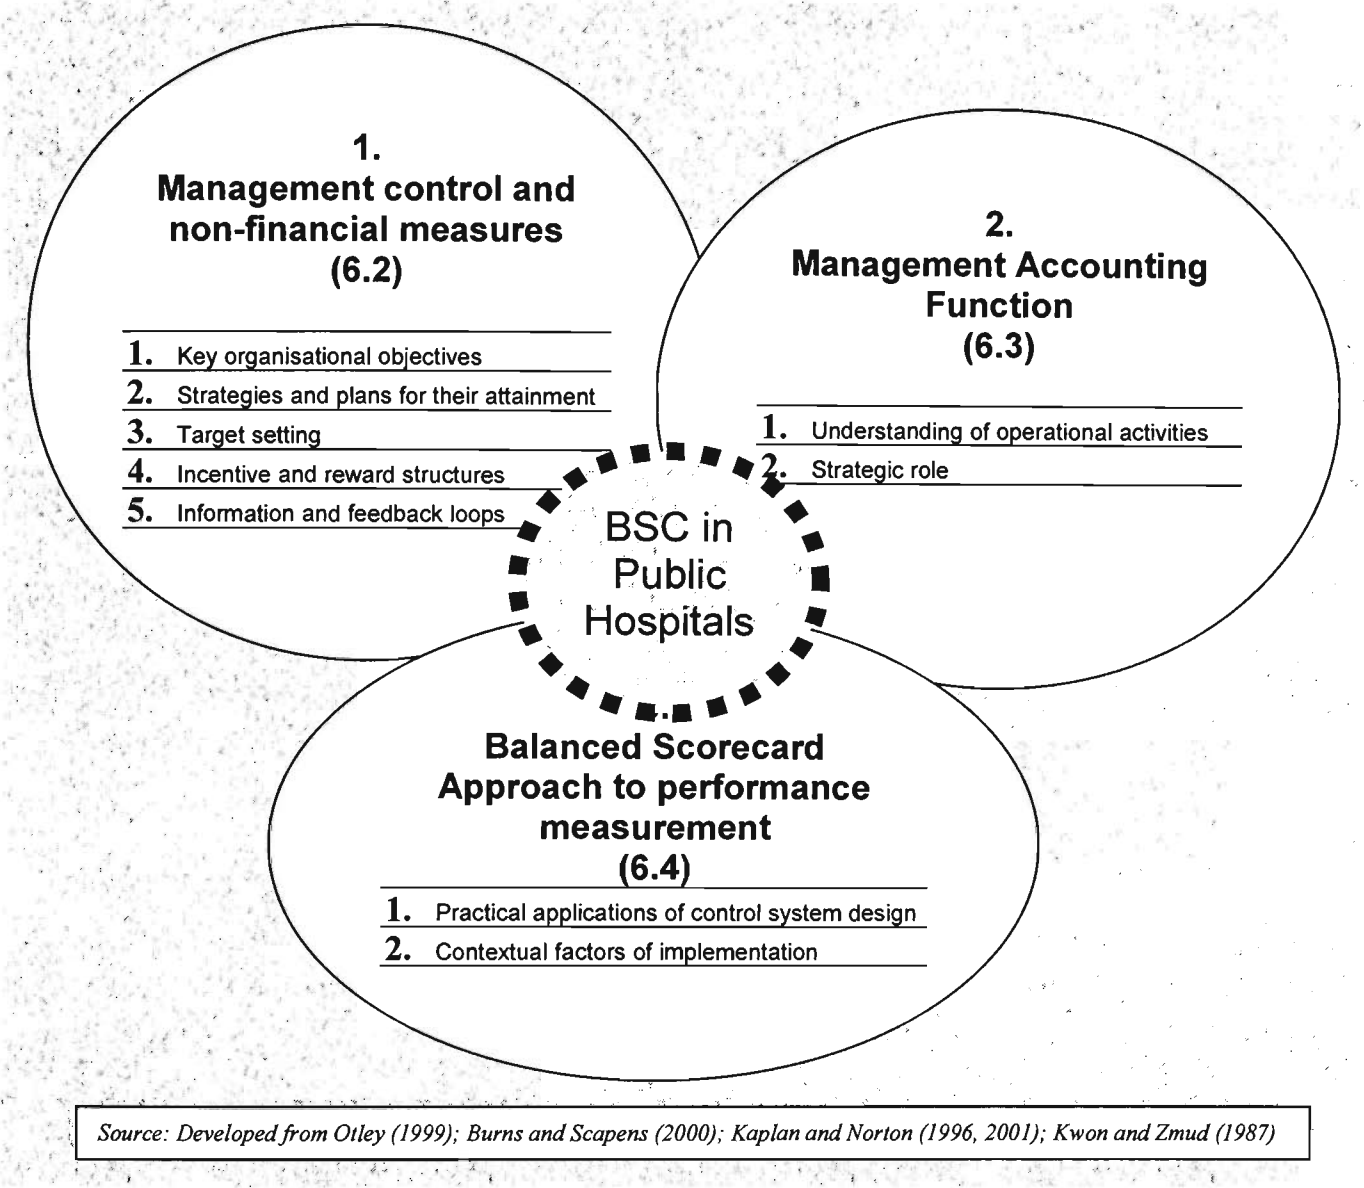 1.
Management control and
non-financial measures
(6.2)
1. Key organisational objectives
2. Strategies and plans for their attainment
3. Target setting
4. Incentive and reward structures
5. Information and feedback loops
2.
Management Accounting
Function
(6.3)
1. Understanding of operational activities
2. Strategic role
BSC in
Public
Hospitals
Balanced Scorecard
Approach to performance
measurement
(6.4)
1. Practical applications of control system design
2. Contextual factors of implementation
Source: Developed from Otley (1999); Burns and Scapens (2000); Kaplan and Norton (1996, 2001); Kwon and Zmud (1987)